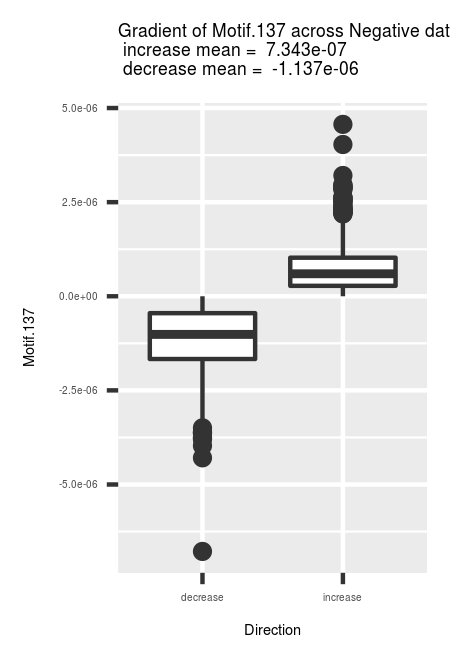 Gradient of Motif.137 across Negative dat
increase mean =  7.343e-07
decrease mean =  -1.137e-06
5.0e-06
2.5e-06
0.0e+00
-2.5e-06
-5.0e-06
Motif.137
decrease
increase
Direction